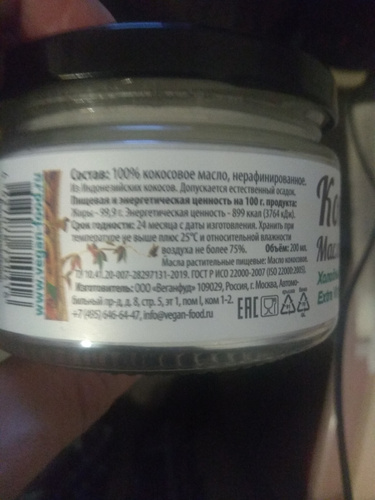 Состав: 100% кокосовое масло, нерафинированное.
Из Индонезийских кокосов. Допускается естественный осадок.
Пищевая и энергетическая ценность на 100 г. продукта:
Жиры - 99,9 г. Энергетическая ценность - 899 ккал (3764 кДж).
Срок годности: 24 месяца с даты изготовления. Хранить при
температуре не выше плюс 25°С и относительной влажности
воздуха не более 75%. Объём: 200 мл.
Масла растительные пищевые: Масло кокосовое.
ТУ 10.41.20-007-28297131-2019. ГОСТ Р ИСО 22000-2007 (ISO 22000:2005).
Изготовитель: ООО «Веганфуд» 109029, Россия, г. Москва, Автомо-
бильный пр-д, д. 8, стр. 5, эт 1, пом I, ком 1-2.
+7 (495) 646-64-47, info@vegan-food.ru
EAC
www.vegan-food.ru
Extra